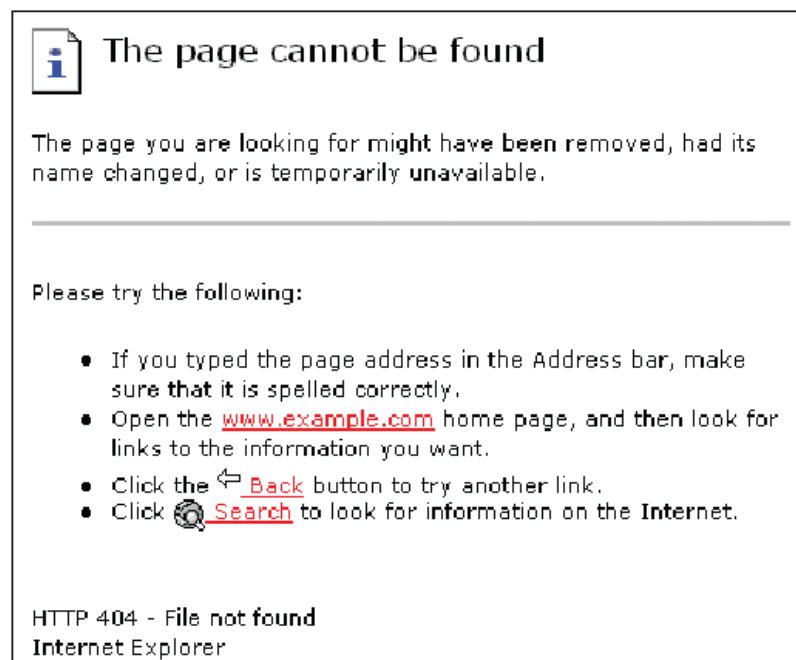 The page cannot be found
The page you are looking for might have been removed, had its
name changed, or is temporarily unavailable.
Please try the following:
• If you typed the page address in the Address bar, make
sure that it is spelled correctly.
• Open the www.example.com home page, and then look for
links to the information you want.
• Click the Back button to try another link.
• Click Search to look for information on the Internet.
HTTP 404 - File not found
Internet Explorer